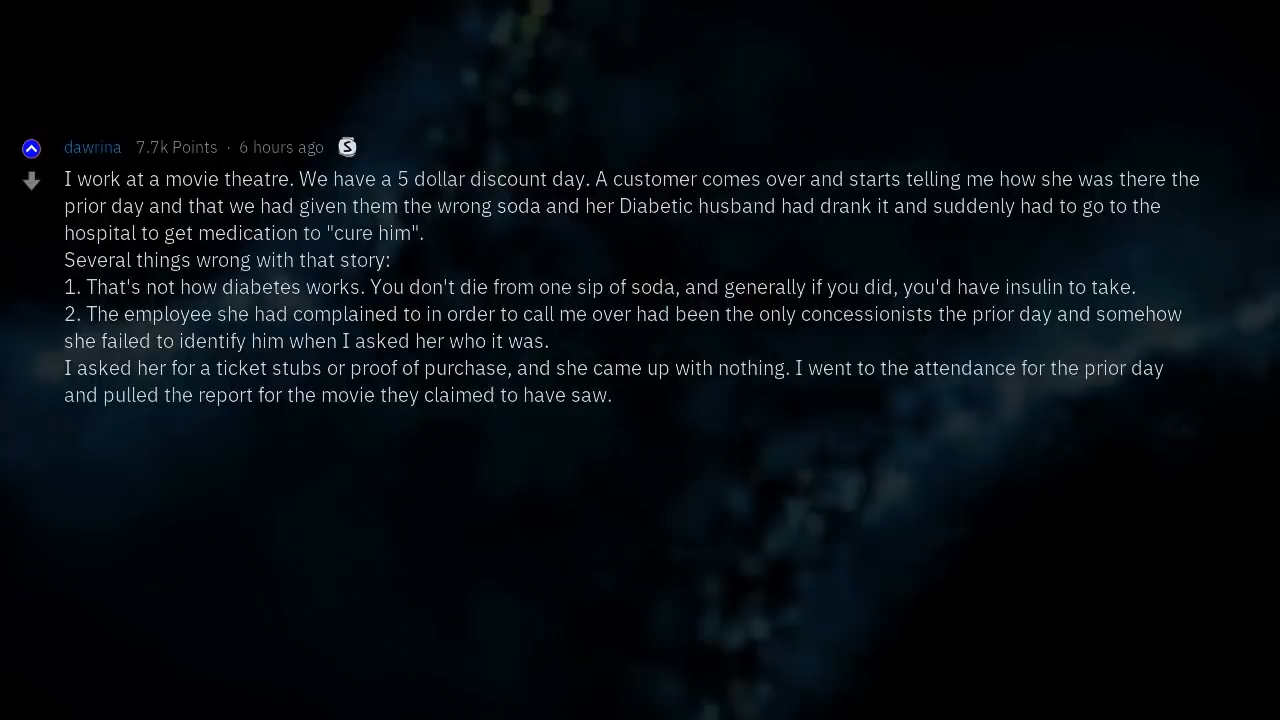 dawrina 7.7k Points · 6 hours ago S
I work at a movie theatre. We have a 5 dollar discount day. A customer comes over and starts telling me how she was there the
prior day and that we had given them the wrong soda and her Diabetic husband had drank it and suddenly had to go to the
hospital to get medication to "cure him".
Several things wrong with that story:
1. That's not how diabetes works. You don't die from one sip of soda, and generally if you did, you'd have insulin to take.
2. The employee she had complained to in order to call me over had been the only concessionists the prior day and somehow
she failed to identify him when I asked her who it was.
I asked her for a ticket stubs or proof of purchase, and she came up with nothing. I went to the attendance for the prior day
and pulled the report for the movie they claimed to have saw.